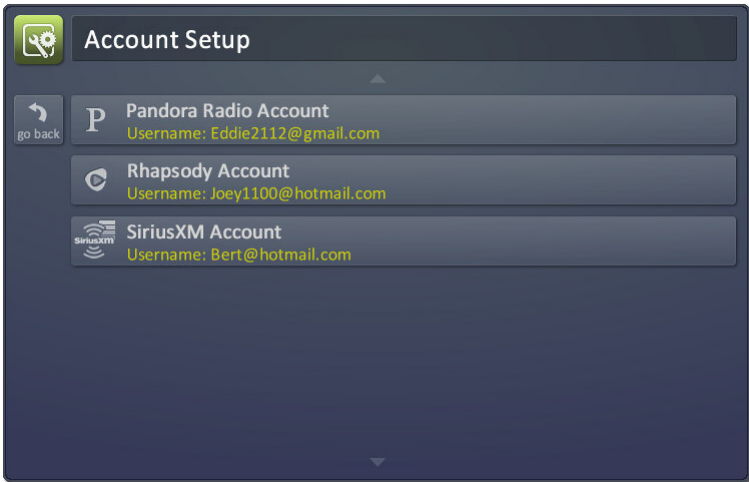 Account Setup
go back
P
Pandora Radio Account
Username: Eddie2112@gmail.com
Rhapsody Account
Username: Joey1100@hotmail.com
SiriusXM
SiriusXM Account
Username: Bert@hotmail.com